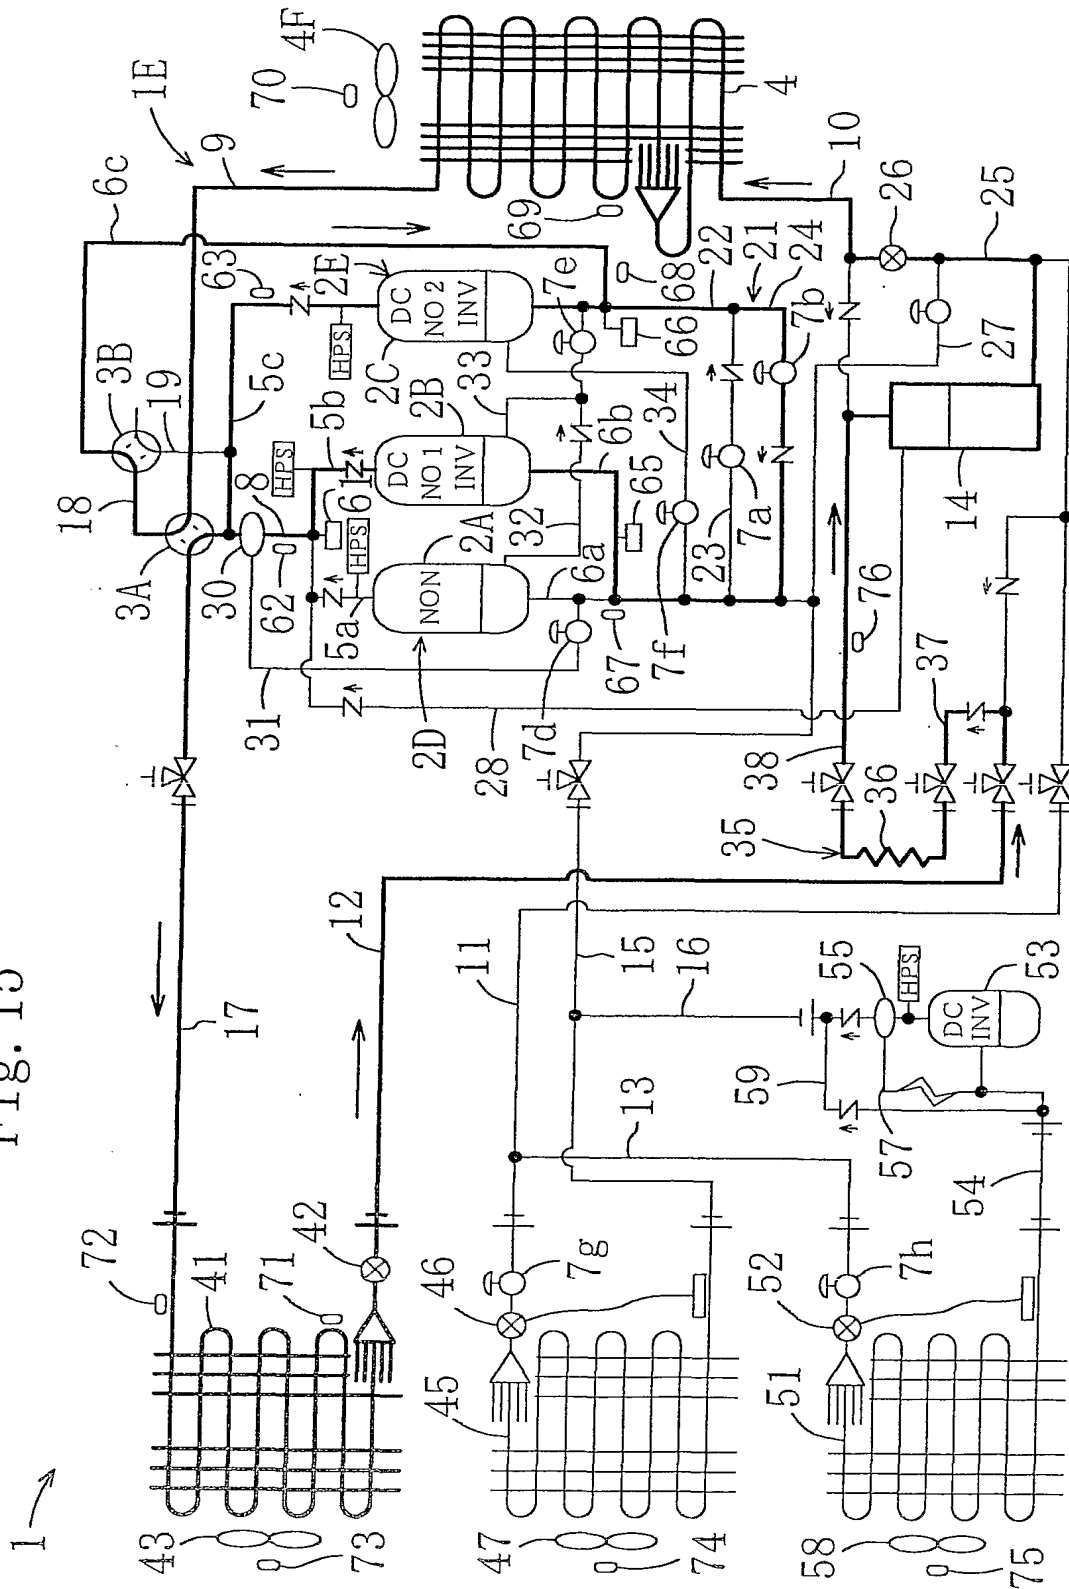 Fig. 15
1
1E
4F
70
9
6c
4
10
26
25
69
63
2E
7e
68
22
21
24
7b
27
3B
19
5c
DC
NO 2
INV
HPS
2C
2B
33
66
18
5b
DC
NO 1
INV
HPS
6b
34
3A
8
61
65
30
62
HPS
2A
32
23
7a
14
5a
NON
6a
67
7f
76
31
2D
28
7d
38
37
36
35
17
12
11
15
16
55
HPS
53
DC
INV
59
13
57
54
72
41
71
42
46
7g
52
7h
45
51
43
73
47
74
58
75